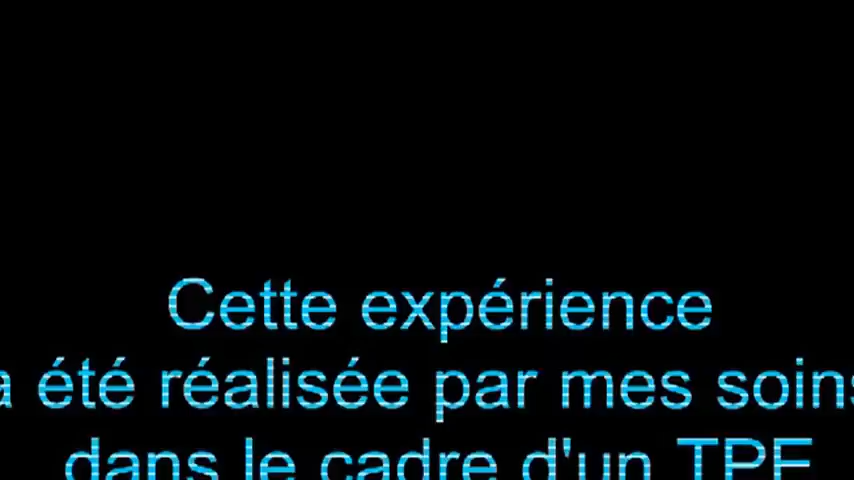 Cette expérience
a été réalisée par mes soins
dans le cadre d'un TPE